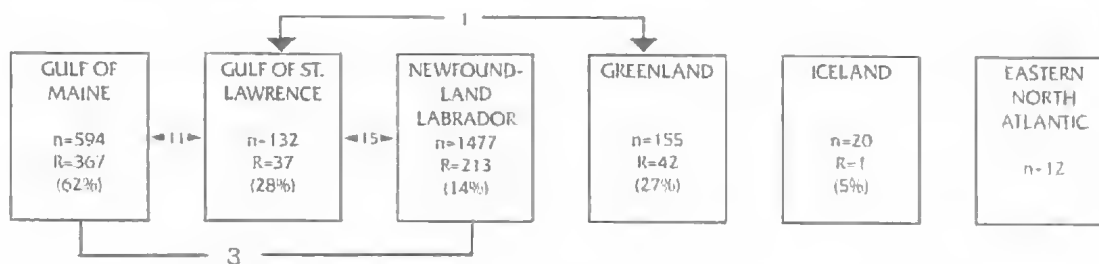 1
GULF OF
MAINE
n=594
R=367
(62%)
11
GULF OF ST.
LAWRENCE
n=132
R=37
(28%)
15
NEWFOUND-
LAND
LABRADOR
n=1477
R=213
(14%)
GREENLAND
n=155
R=42
(27%)
ICELAND
n=20
R=1
(5%)
EASTERN
NORTH
ATLANTIC
n=12
3